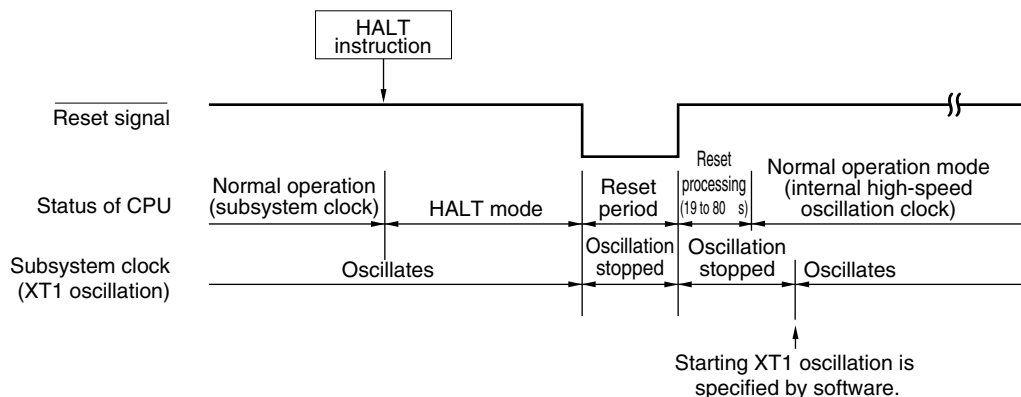 HALT
instruction
Reset signal
Status of CPU
Normal operation
(subsystem clock)
HALT mode
Reset
period
Reset
processing
(19 to 80 s)
Normal operation mode
(internal high-speed
oscillation clock)
Subsystem clock
(XT1 oscillation)
Oscillates
Oscillation
stopped
Oscillation
stopped
Oscillates
Starting XT1 oscillation is
specified by software.